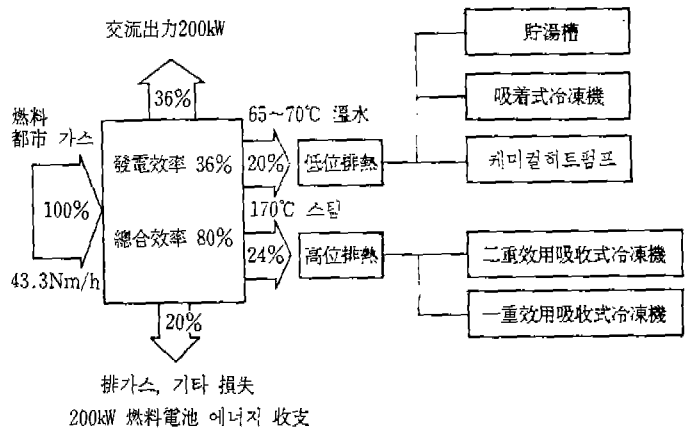 交流出力200kW
36%
燃料
都市 가스
100%
43.3Nm/h
發電效率 36%
總合效率 80%
65~70℃ 溫水
20%
低位排熱
170℃ 스팀
24%
高位排熱
貯湯槽
吸着式冷凍機
케미컬히트펌프
二重效用吸收式冷凍機
一重效用吸收式冷凍機
20%
排가스, 기타 損失
200kW 燃料電池 에너지 收支